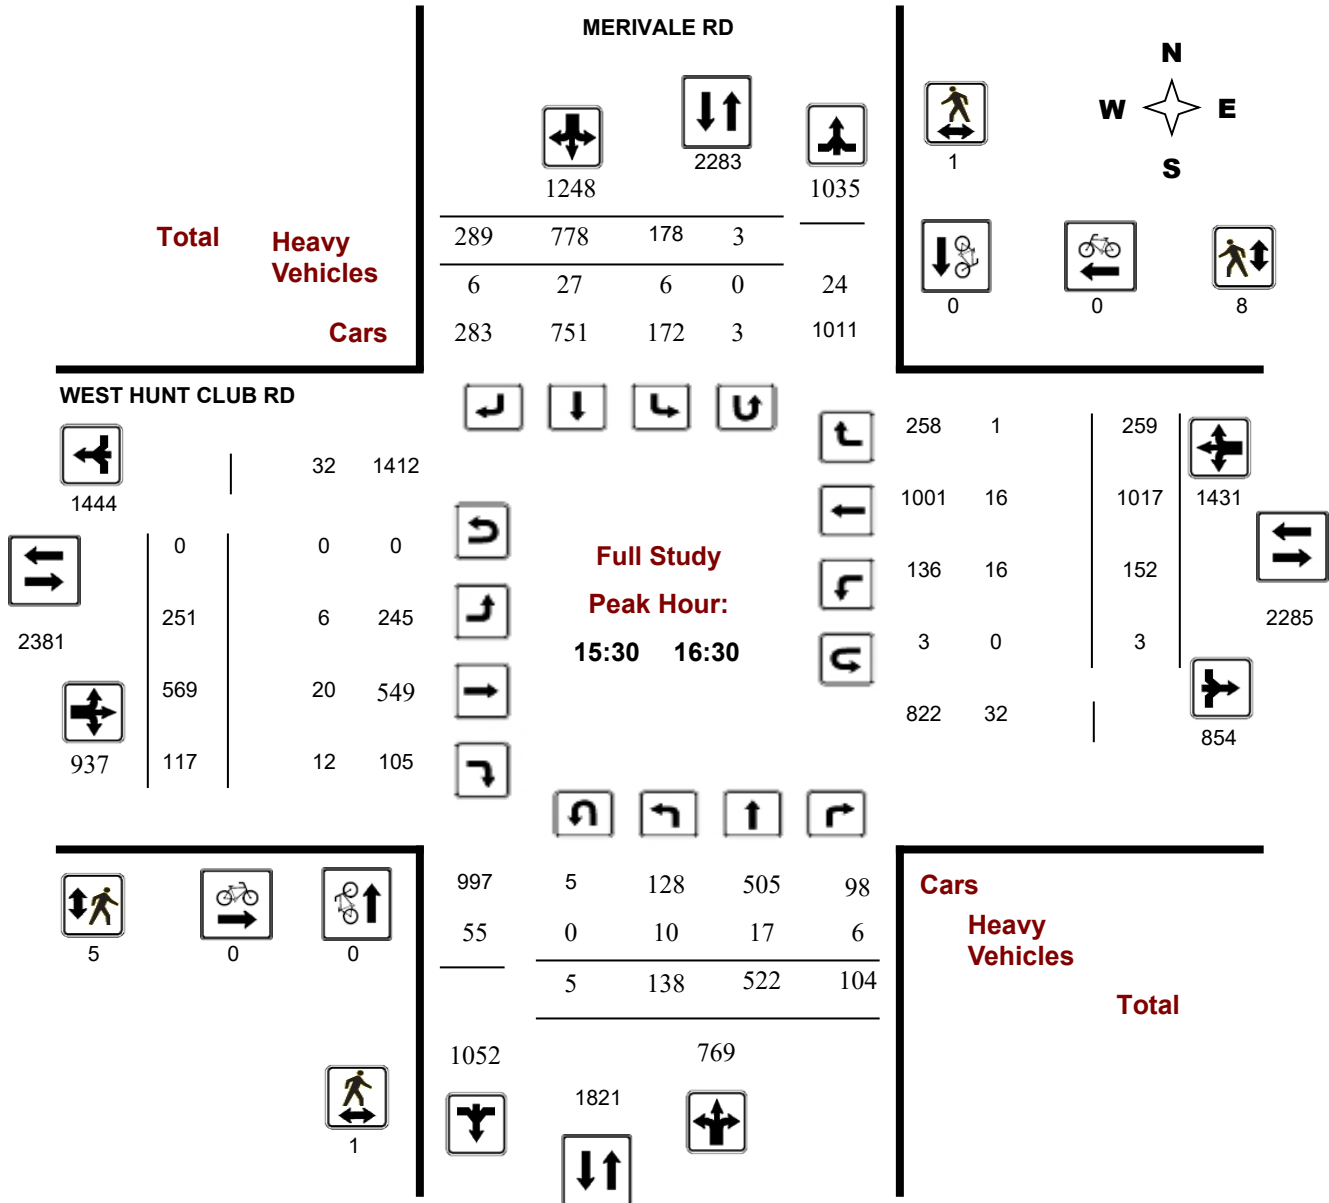 MERIVALE RD
N
W E
S
2283
1
1248 1035
Total Heavy Vehicles
289 778 178 3
6 27 6 0 24
0 0 8
Cars 283 751 172 3 1011
WEST HUNT CLUB RD
258 1 259
32 1412
1444
1001 16 1017 1431
0 0 0
Full Study
136 16 152
Peak Hour:
251 6 245
2381
15:30 16:30
3 0 3
2285
569 20 549
822 32
854
937 117 12 105
997 5 128 505 98
Cars
55 0 10 17 6
Heavy Vehicles
5 0 0
5 138 522 104
Total
1052 769
1821
1